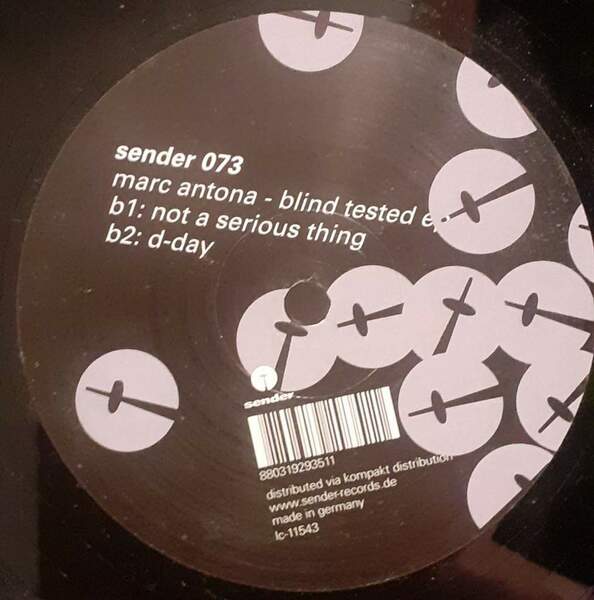 sender 073
marc antona - blind tested e.
b1: not a serious thing
b2: d-day
sender
880319293511
distributed via kompakt distribution
www.sender-records.de
made in germany
lc-11543